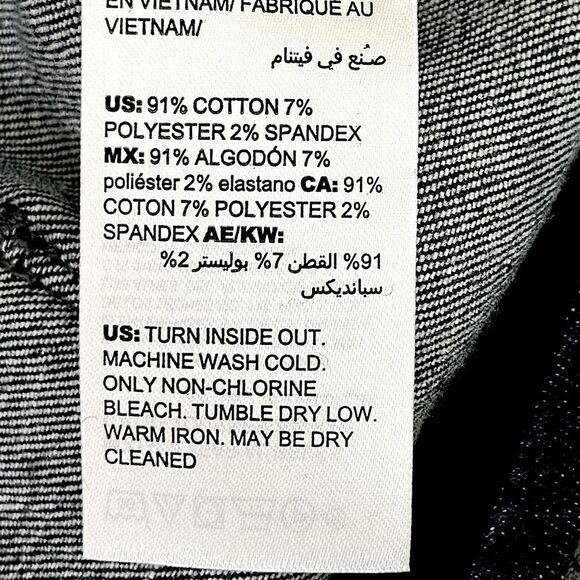 EN VIETNAM/ FABRIQUÉ AU
VIETNAM/
صُنع في فيتنام
US: 91% COTTON 7%
POLYESTER 2% SPANDEX
MX: 91% ALGODÓN 7%
poliéster 2% elastano CA: 91%
COTON 7% POLYESTER 2%
SPANDEX AE/KW:
91% القطن 7% بوليستر 2%
سبانديكس
US: TURN INSIDE OUT.
MACHINE WASH COLD.
ONLY NON-CHLORINE
BLEACH. TUMBLE DRY LOW.
WARM IRON. MAY BE DRY
CLEANED